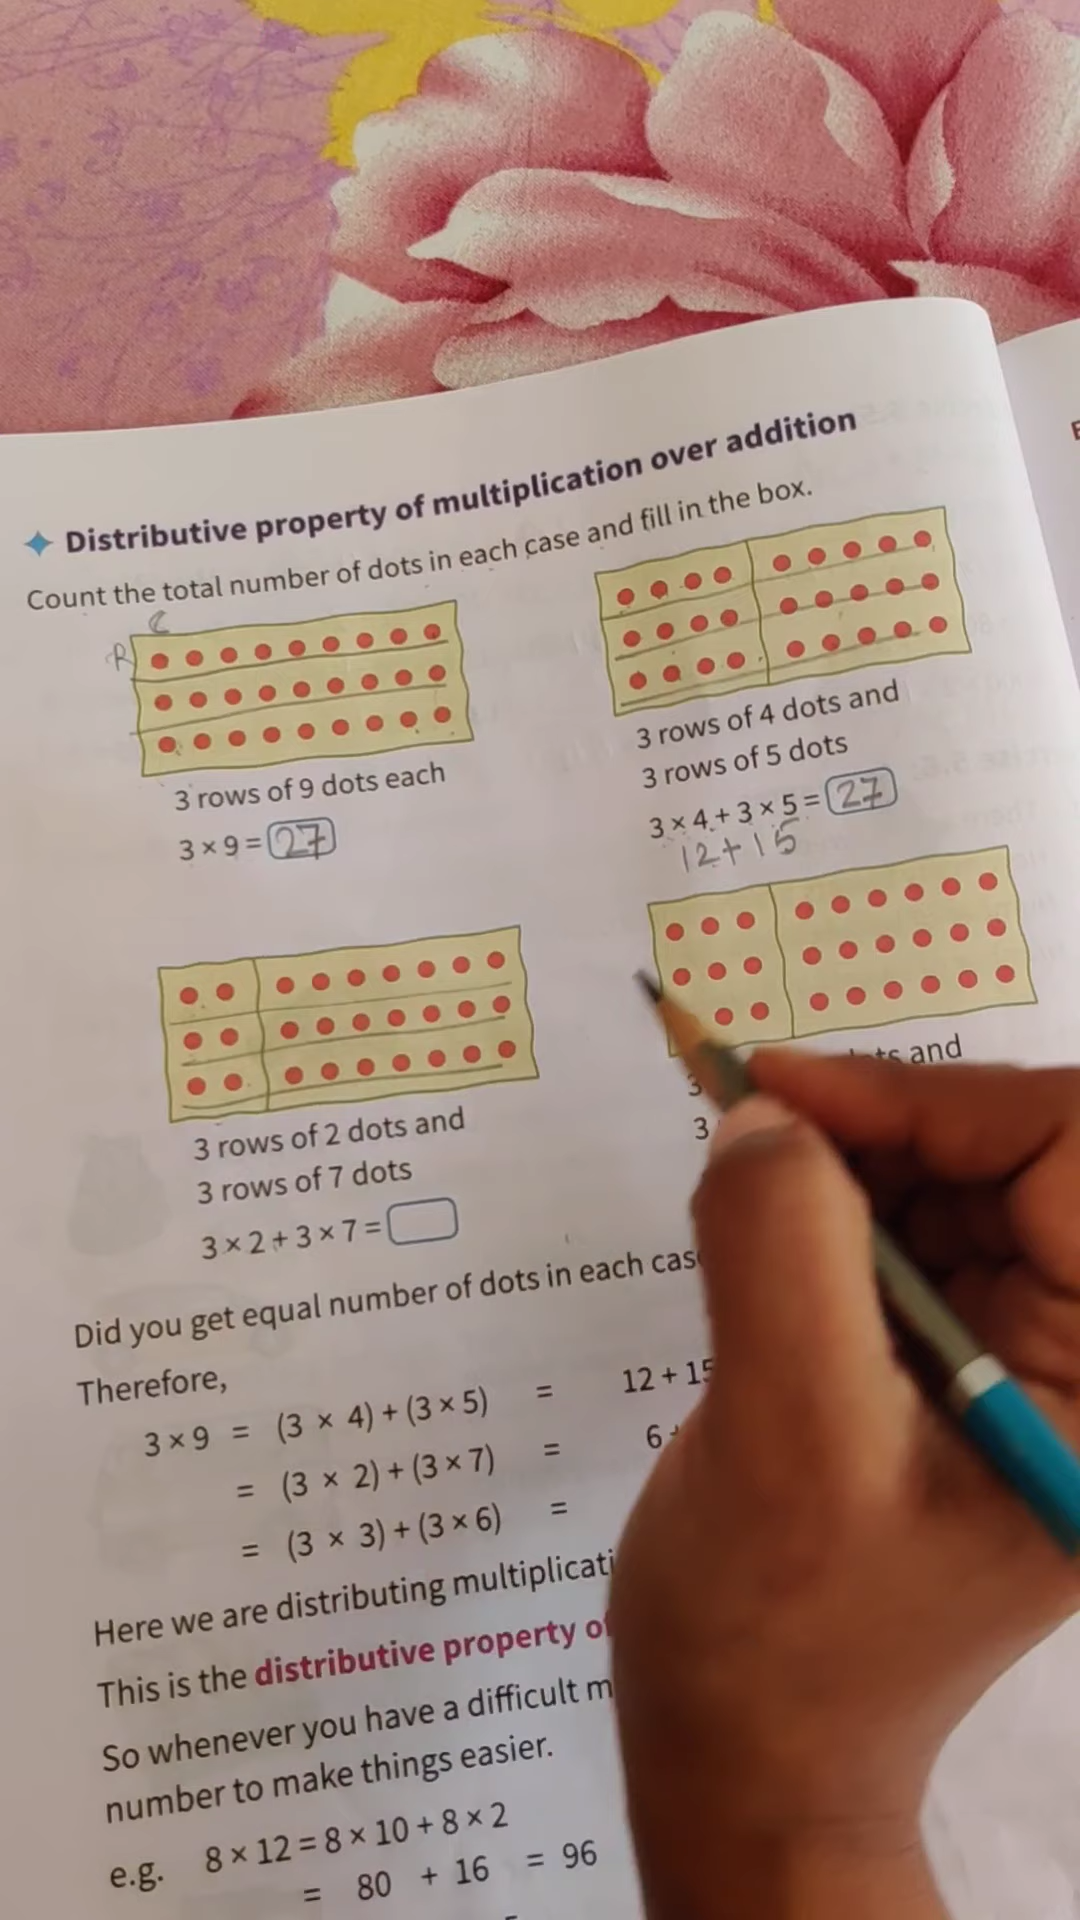 Distributive property of multiplication over addition
Count the total number of dots in each case and fill in the box.
R C
3 rows of 9 dots each
3 × 9 = 27
3 rows of 4 dots and
3 rows of 5 dots
3 × 4 + 3 × 5 = 27
12 + 15
3 rows of 2 dots and
3 rows of 7 dots
3 × 2 + 3 × 7 =
3 and
3
Did you get equal number of dots in each
Therefore,
3 × 9 = (3 × 4) + (3 × 5) = 12 + 15
= (3 × 2) + (3 × 7) = 6 +
= (3 × 3) + (3 × 6) =
Here we are distributing
This is the distributive property
So whenever you have a difficult
number to make things easier.
e.g. 8 × 12 = 8 × 10 + 8 × 2
= 80 + 16 = 96